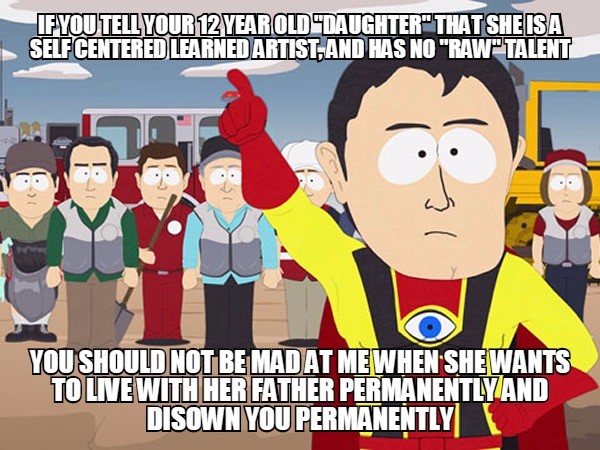 IF YOU TELL YOUR 12 YEAR OLD "DAUGHTER" THAT SHE IS A
SELF CENTERED LEARNED ARTIST, AND HAS NO "RAW" TALENT
YOU SHOULD NOT BE MAD AT ME WHEN SHE WANTS
TO LIVE WITH HER FATHER PERMANENTLY AND
DISOWN YOU PERMANENTLY